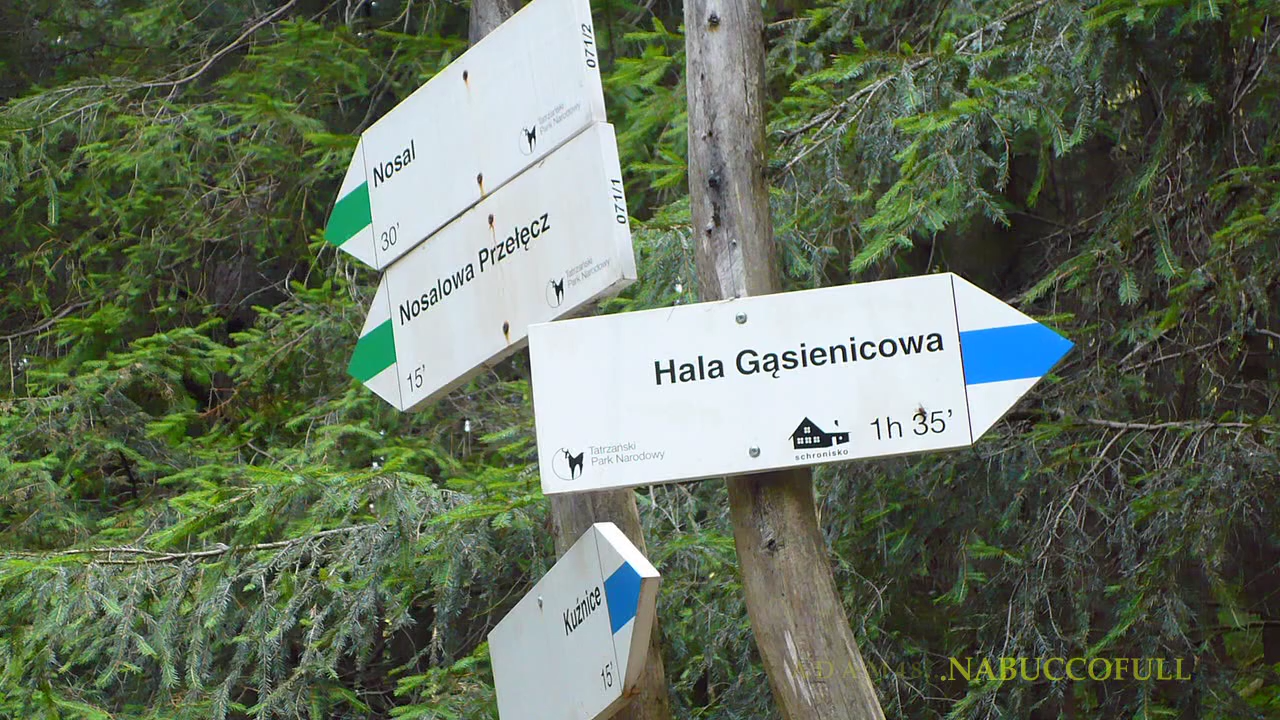 071/2
Nosal
30'
Tatrzański
Park Narodowy
071/1
Nosalowa Przełęcz
15'
Tatrzański
Park Narodowy
Hala Gąsienicowa
1h 35'
schronisko
Tatrzański
Park Narodowy
Kuźnice
15'
.NABUCCOFULL